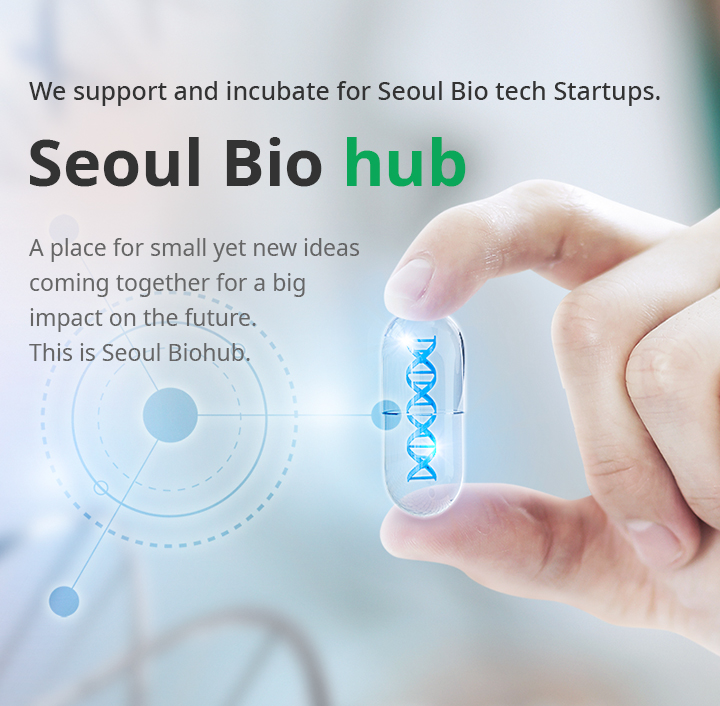 We support and incubate for Seoul Bio tech Startups.
Seoul Bio hub
A place for small yet new ideas
coming together for a big
impact on the future.
This is Seoul Biohub.